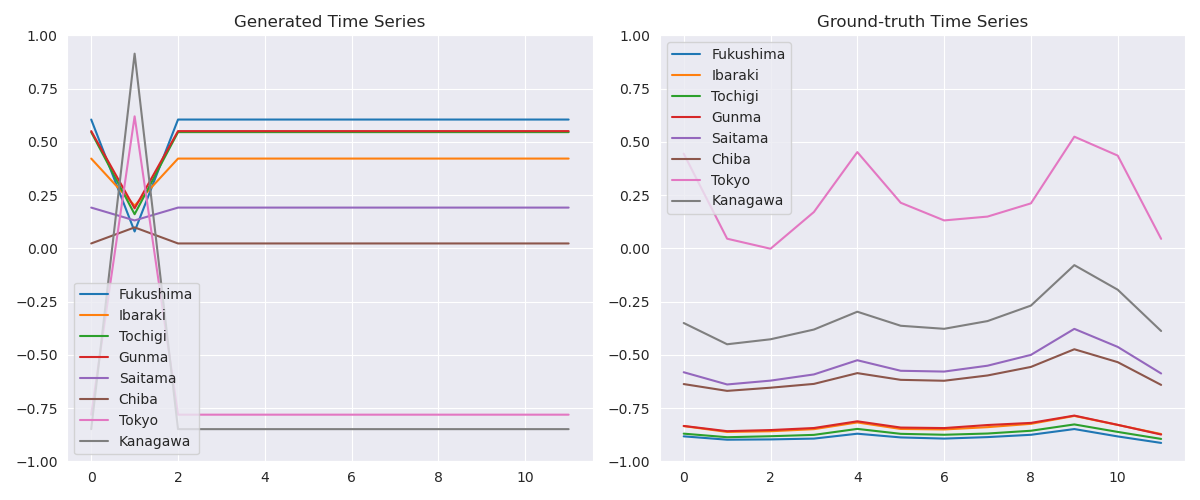 Generated Time Series
1.00
0.75
0.50
0.25
0.00
−0.25
−0.50
−0.75
−1.00
Fukushima
Ibaraki
Tochigi
Gunma
Saitama
Chiba
Tokyo
Kanagawa
0 2 4 6 8 10
Ground-truth Time Series
1.00
0.75
0.50
0.25
0.00
−0.25
−0.50
−0.75
−1.00
Fukushima
Ibaraki
Tochigi
Gunma
Saitama
Chiba
Tokyo
Kanagawa
0 2 4 6 8 10